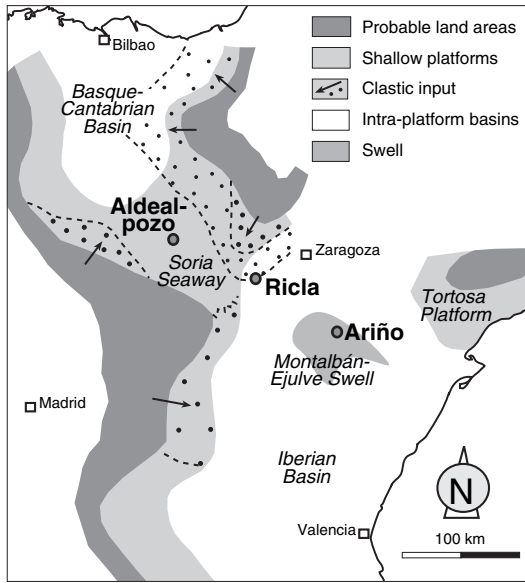 Probable land areas
Shallow platforms
Clastic input
Intra-platform basins
Swell
Bilbao
Basque-
Cantabrian
Basin
Aldeal-
pozo
Soria
Seaway
Zaragoza
Ricla
Ariño
Montalbán-
Ejulve Swell
Tortosa
Platform
Madrid
Iberian
Basin
N
Valencia
100 km